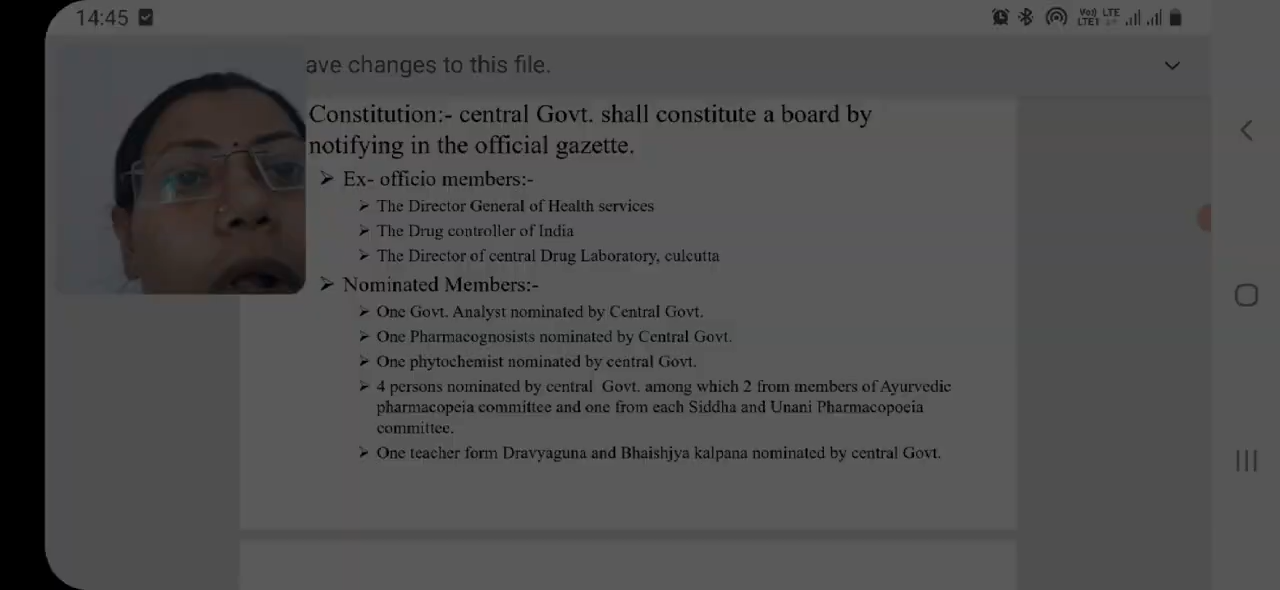 14:45
Vo)) LTE
LTE1
ave changes to this file.
Constitution:- central Govt. shall constitute a board by
notifying in the official gazette.
➢ Ex- officio members:-
➢ The Director General of Health services
➢ The Drug controller of India
➢ The Director of central Drug Laboratory, culcutta
➢ Nominated Members:-
➢ One Govt. Analyst nominated by Central Govt.
➢ One Pharmacognosists nominated by Central Govt.
➢ One phytochemist nominated by central Govt.
➢ 4 persons nominated by central Govt. among which 2 from members of Ayurvedic
pharmacopeia committee and one from each Siddha and Unani Pharmacopoeia
committee.
➢ One teacher form Dravyaguna and Bhaishjya kalpana nominated by central Govt.